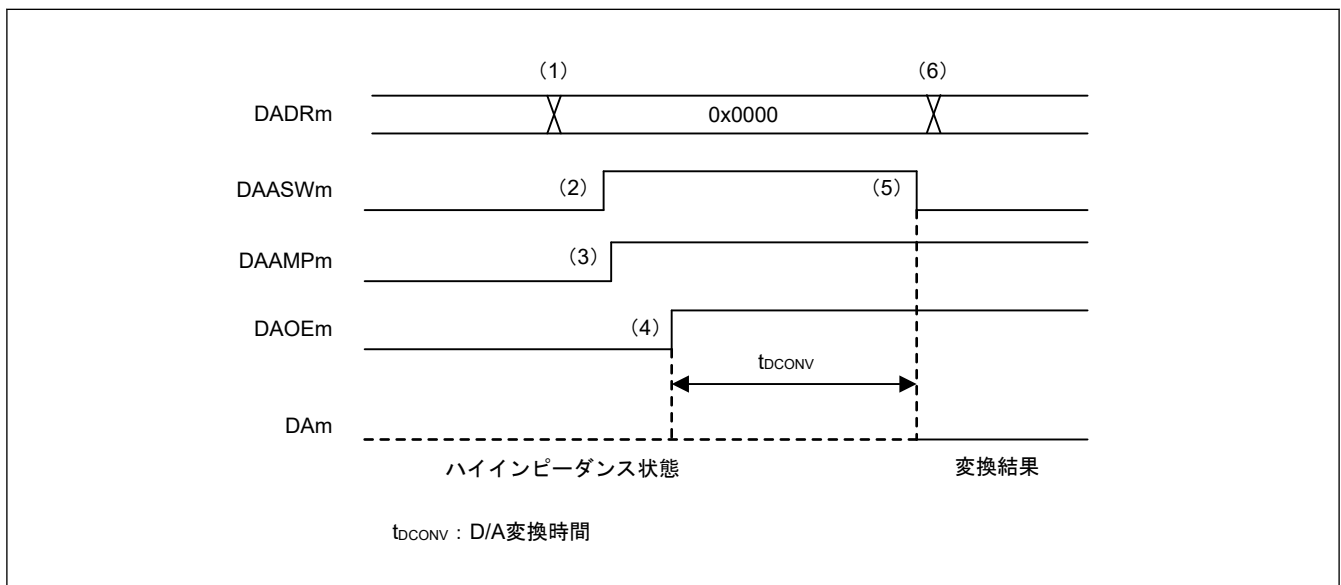 (1) (6)
DADRm 0x0000
DAASWm (2) (5)
DAAMPm (3)
DAOEm (4)
tDCONV
DAm
ハイインピーダンス状態 変換結果
tDCONV：D/A変換時間